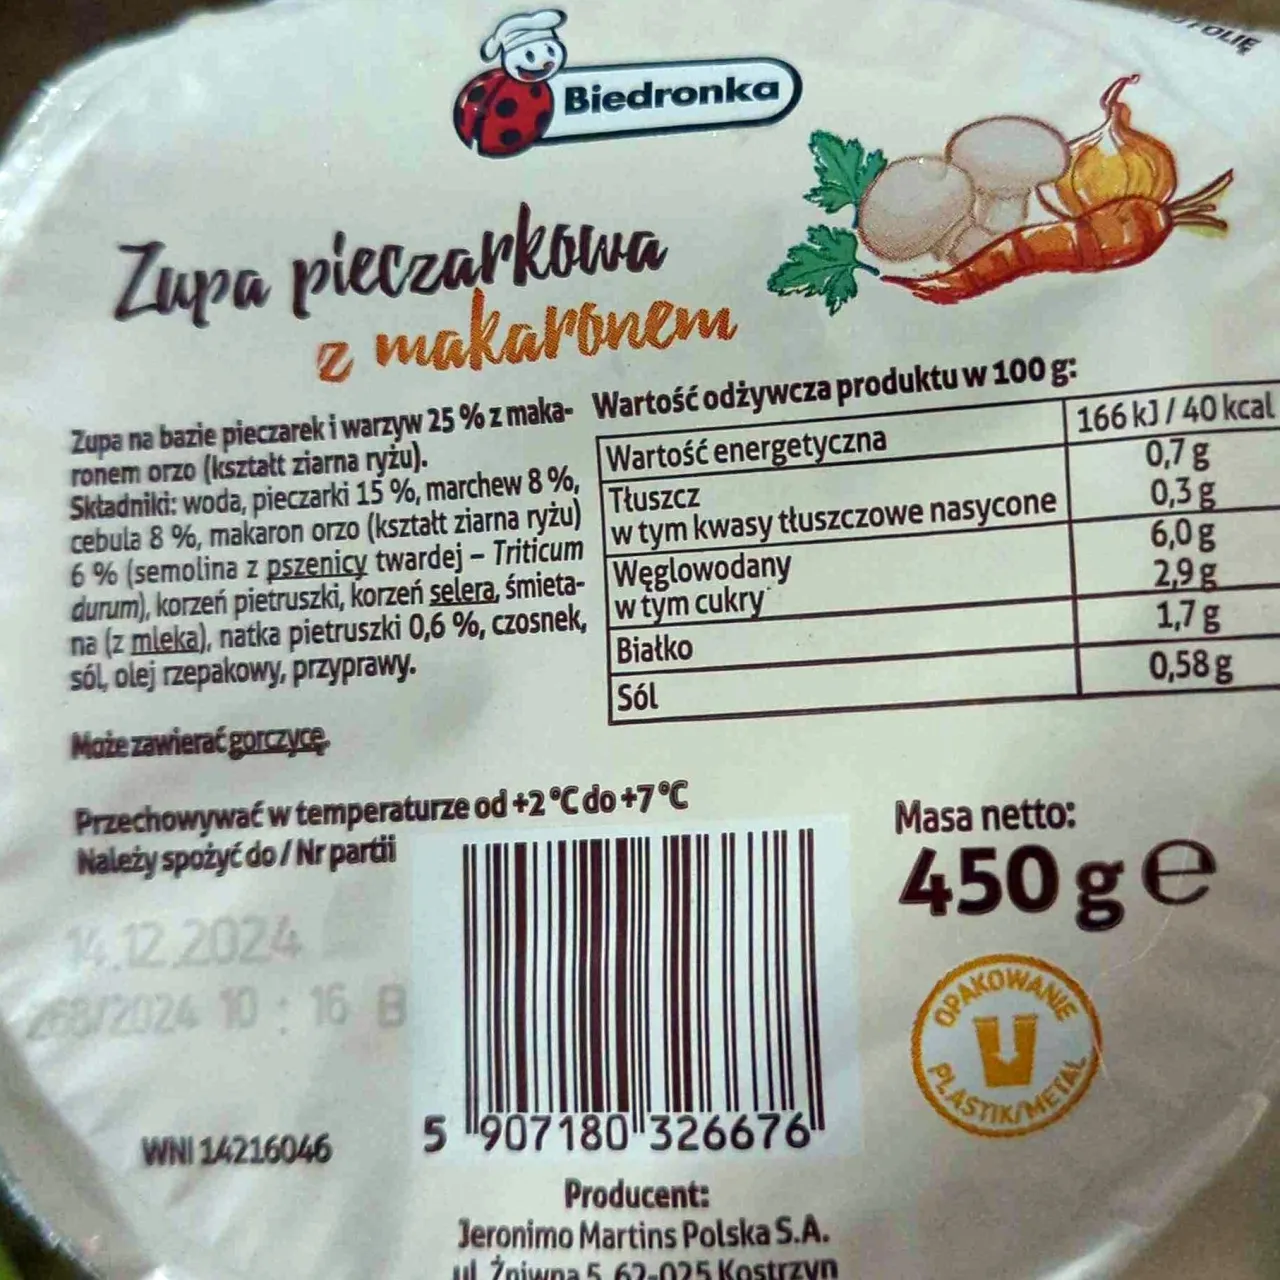 FOLIĘ
Biedronka
Zupa pieczarkowa
z makaronem
Zupa na bazie pieczarek i warzyw 25 % z maka-
ronem orzo (kształt ziarna ryżu).
Składniki: woda, pieczarki 15 %, marchew 8 %,
cebula 8 %, makaron orzo (kształt ziarna ryżu)
6 % (semolina z pszenicy twardej – Triticum
durum), korzeń pietruszki, korzeń selera, śmieta-
na (z mleka), natka pietruszki 0,6 %, czosnek,
sól, olej rzepakowy, przyprawy.
Może zawierać gorczycę.
Wartość odżywcza produktu w 100 g:
Wartość energetyczna 166 kJ / 40 kcal
Tłuszcz 0,7 g
w tym kwasy tłuszczowe nasycone 0,3 g
Węglowodany 6,0 g
w tym cukry 2,9 g
Białko 1,7 g
Sól 0,58 g
Przechowywać w temperaturze od +2 °C do +7 °C
Należy spożyć do / Nr partii
14.12.2024
268/2024 10 : 16 B
WNI 14216046
5 907180 326676
Masa netto:
450 g e
OPAKOWANIE
PLASTIK/METAL
Producent:
Jeronimo Martins Polska S.A.
ul. Żniwna 5, 62-025 Kostrzyn